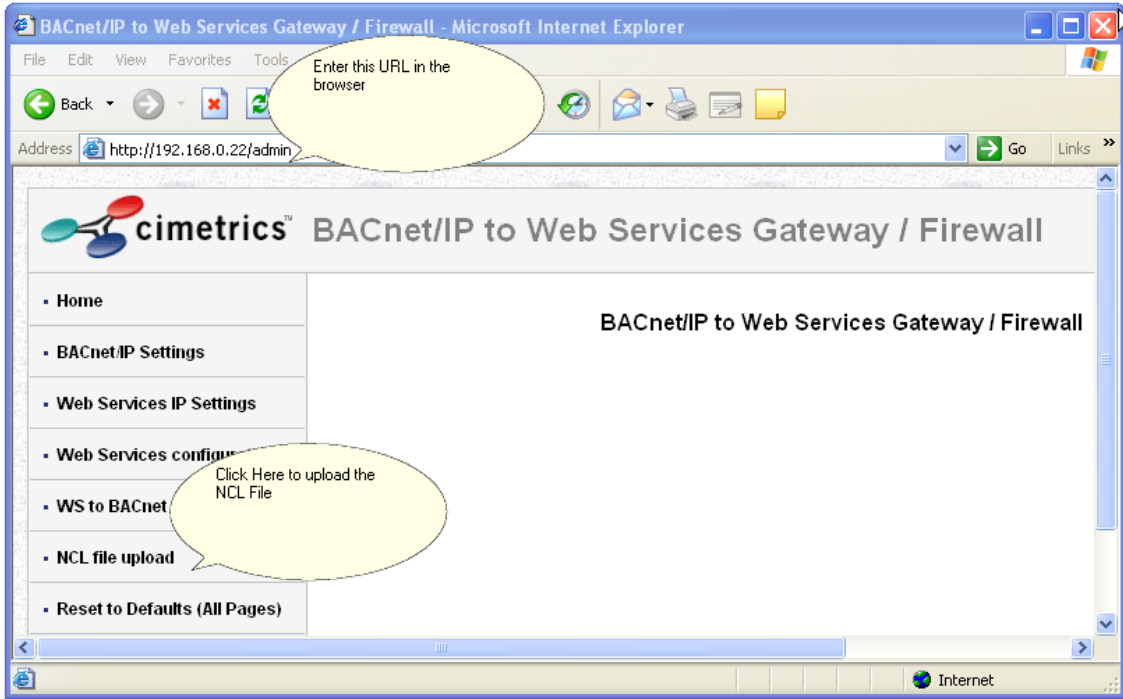 BACnet/IP to Web Services Gateway / Firewall - Microsoft Internet Explorer
File Edit View Favorites Tools
Enter this URL in the
browser
Back
Address http://192.168.0.22/admin Go Links »
cimetrics™ BACnet/IP to Web Services Gateway / Firewall
Home
BACnet/IP to Web Services Gateway / Firewall
BACnet/IP Settings
Web Services IP Settings
Web Services
Click Here to upload the
NCL File
WS to BACnet
NCL file upload
Reset to Defaults (All Pages)
Internet